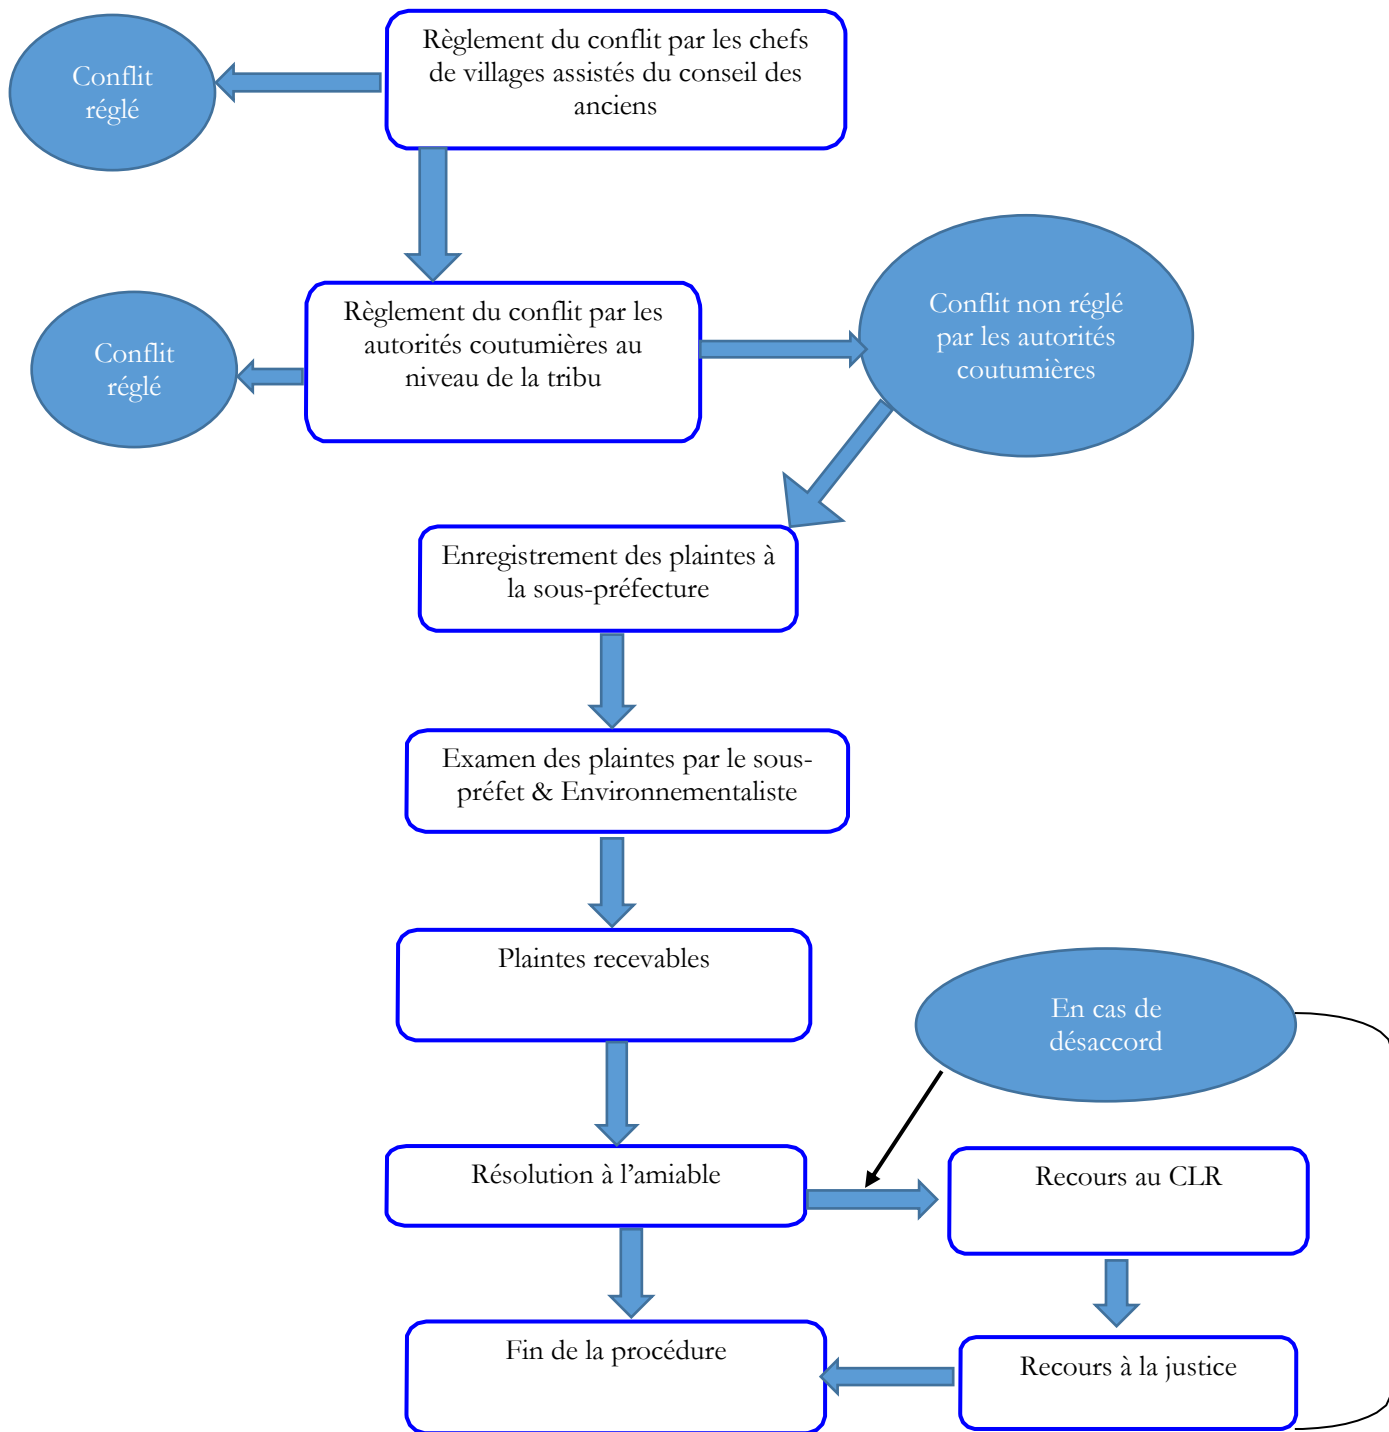 Règlement du conflit par les chefs
de villages assistés du conseil des
anciens
Conflit
réglé
Règlement du conflit par les
autorités coutumières au
niveau de la tribu
Conflit
réglé
Conflit non réglé
par les autorités
coutumières
Enregistrement des plaintes à
la sous-préfecture
Examen des plaintes par le sous-
préfet & Environnementaliste
Plaintes recevables
En cas de
désaccord
Résolution à l’amiable
Recours au CLR
Fin de la procédure
Recours à la justice